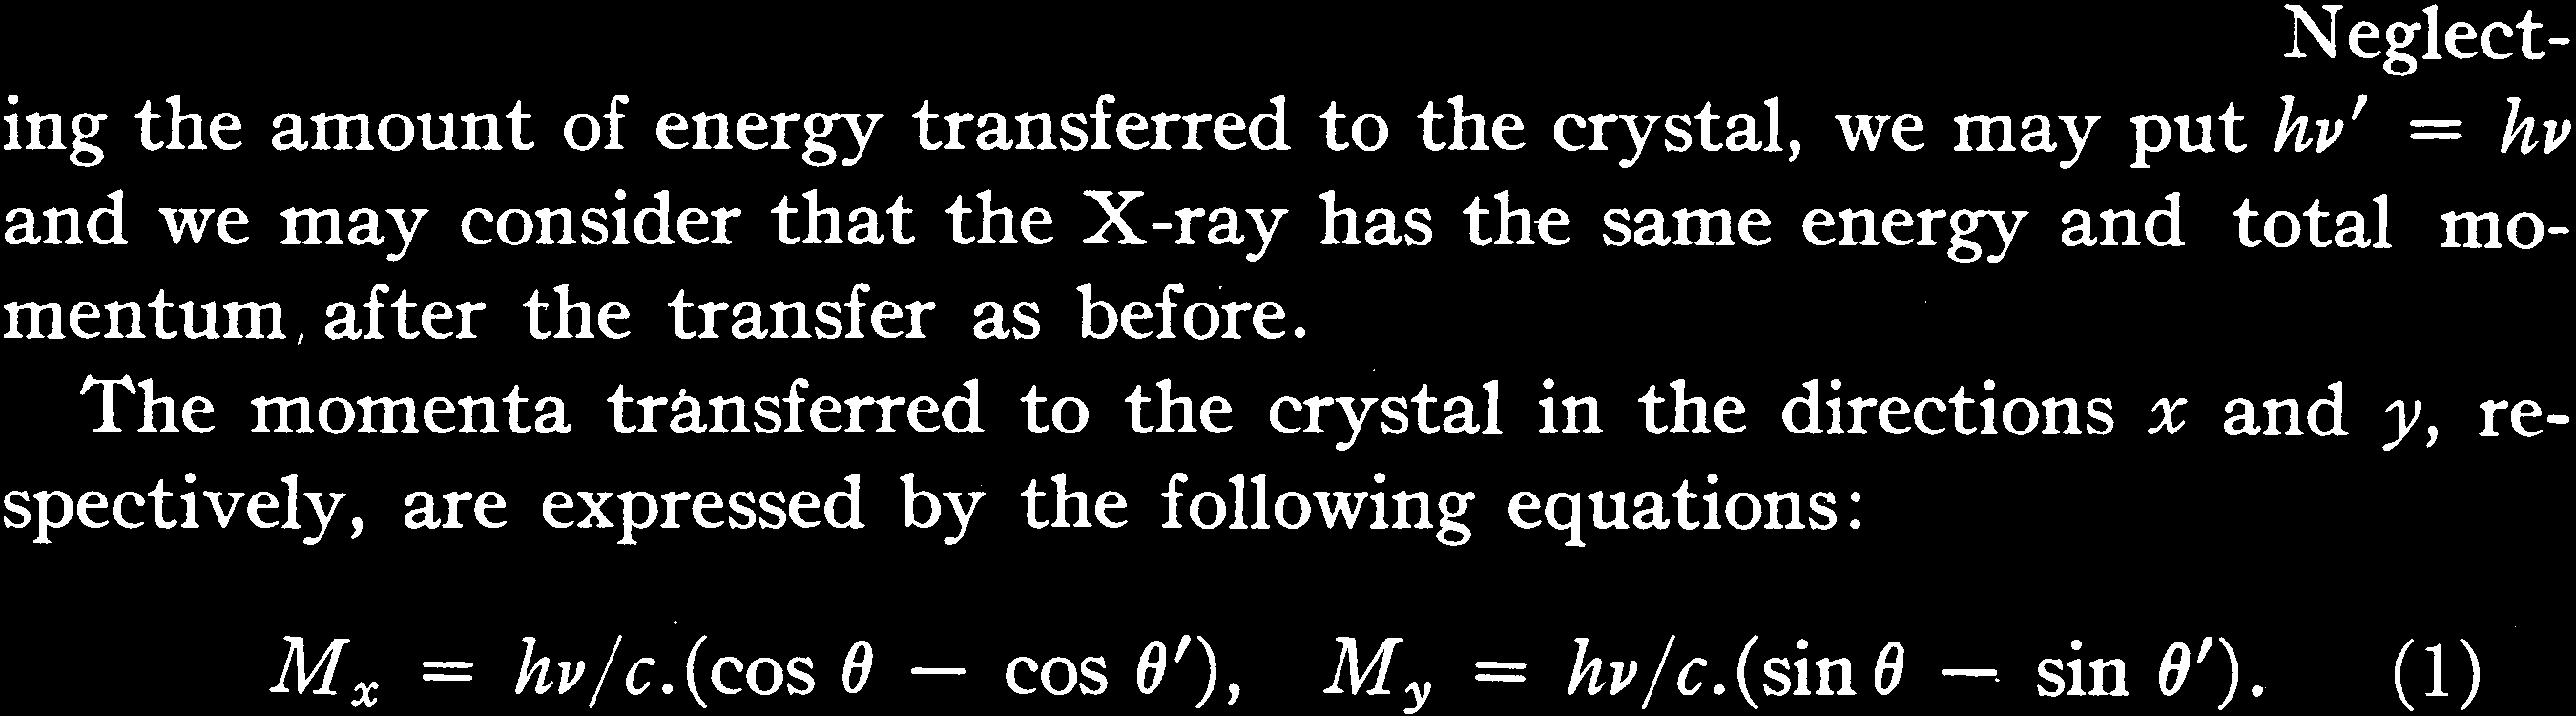 Neglect-
ing the amount of energy transferred to the crystal, we may put hν′ = hν
and we may consider that the X-ray has the same energy and total mo-
mentum, after the transfer as before.
The momenta transferred to the crystal in the directions x and y, re-
spectively, are expressed by the following equations:
Mₓ = hν/c.(cos θ − cos θ′), M_y = hν/c.(sin θ − sin θ′). (1)